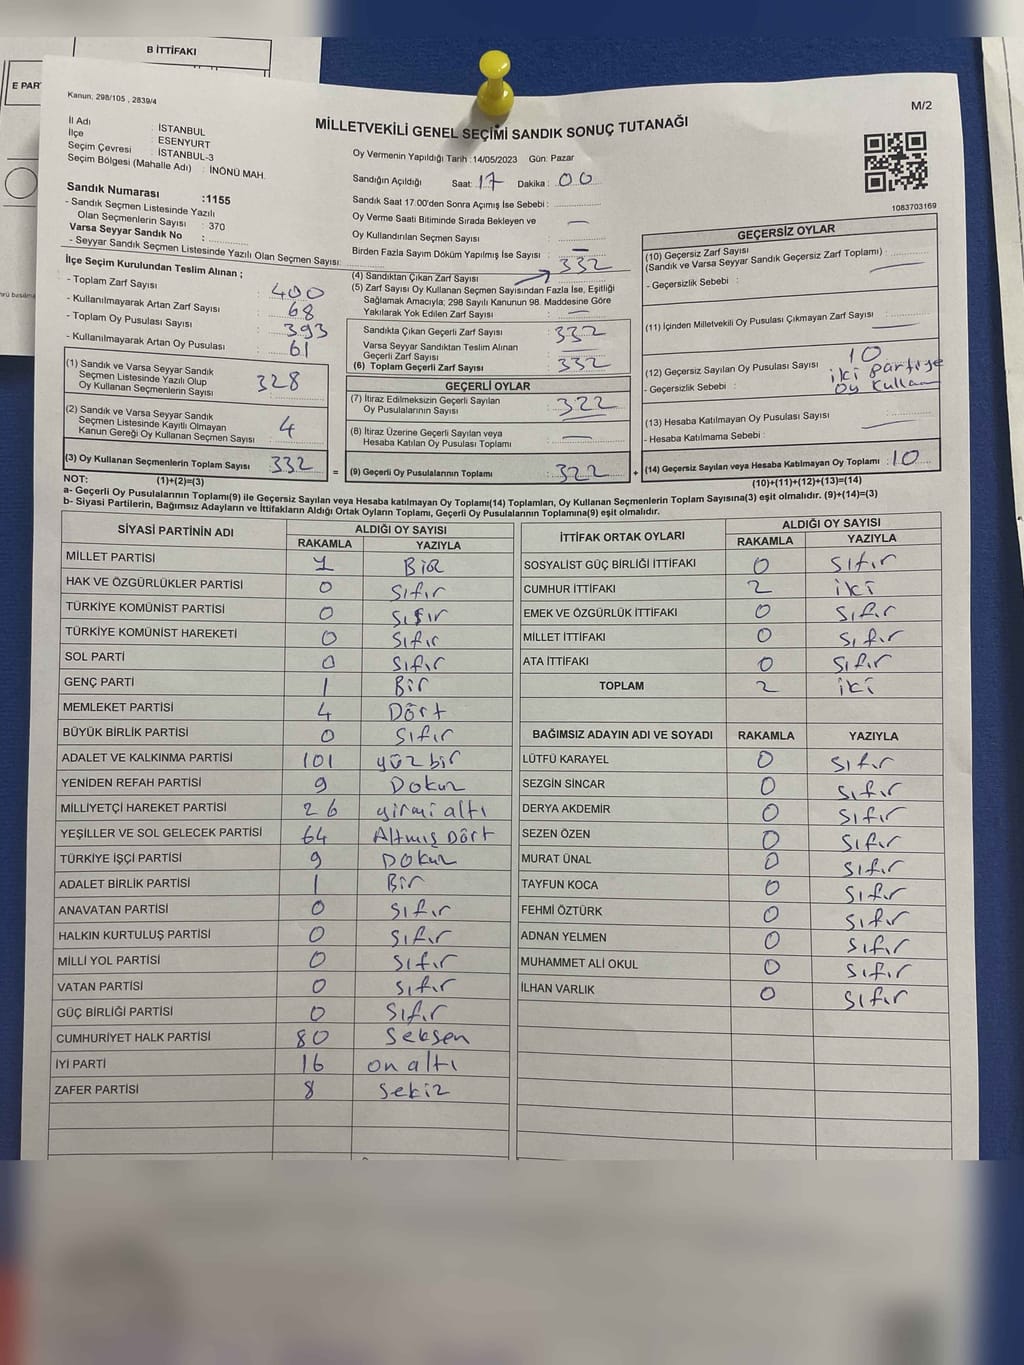 B İTTİFAKI
E PAR
Kanun, 298/105 , 2839/4
M/2
MİLLETVEKİLİ GENEL SEÇİMİ SANDIK SONUÇ TUTANAĞI
İl Adı : İSTANBUL
İlçe : ESENYURT
Seçim Çevresi : İSTANBUL-3
Seçim Bölgesi (Mahalle Adı) : İNÖNÜ MAH.
Sandık Numarası :1155
- Sandık Seçmen Listesinde Yazılı
Olan Seçmenlerin Sayısı : 370
Varsa Seyyar Sandık No :
- Seyyar Sandık Seçmen Listesinde Yazılı Olan Seçmen Sayısı:
İlçe Seçim Kurulundan Teslim Alınan ;
- Toplam Zarf Sayısı : 400
- Kullanılmayarak Artan Zarf Sayısı : 68
- Toplam Oy Pusulası Sayısı : 393
- Kullanılmayarak Artan Oy Pusulası : 61
(1) Sandık ve Varsa Seyyar Sandık
Seçmen Listesinde Yazılı Olup
Oy Kullanan Seçmenlerin Sayısı : 328
(2) Sandık ve Varsa Seyyar Sandık
Seçmen Listesinde Kayıtlı Olmayan
Kanun Gereği Oy Kullanan Seçmen Sayısı : 4
(3) Oy Kullanan Seçmenlerin Toplam Sayısı : 332
(1)+(2)=(3)
Oy Vermenin Yapıldığı Tarih :14/05/2023 Gün: Pazar
Sandığın Açıldığı Saat: 17 Dakika : 00
Sandık Saat 17:00'den Sonra Açımış İse Sebebi :
Oy Verme Saati Bitiminde Sırada Bekleyen ve
Oy Kullandırılan Seçmen Sayısı : —
Birden Fazla Sayım Döküm Yapılmış İse Sayısı : —
(4) Sandıktan Çıkan Zarf Sayısı : 332
(5) Zarf Sayısı Oy Kullanan Seçmen Sayısından Fazla İse, Eşitliği
Sağlamak Amacıyla; 298 Sayılı Kanunun 98. Maddesine Göre
Yakılarak Yok Edilen Zarf Sayısı : —
Sandıkta Çıkan Geçerli Zarf Sayısı : 332
Varsa Seyyar Sandıktan Teslim Alınan
Geçerli Zarf Sayısı : —
(6) Toplam Geçerli Zarf Sayısı : 332
GEÇERLİ OYLAR
(7) İtiraz Edilmeksizin Geçerli Sayılan
Oy Pusulalarının Sayısı : 322
(8) İtiraz Üzerine Geçerli Sayılan veya
Hesaba Katılan Oy Pusulası Toplamı : —
= (9) Geçerli Oy Pusulalarının Toplamı : 322 +
1083703169
GEÇERSİZ OYLAR
(10) Geçersiz Zarf Sayısı
(Sandık ve Varsa Seyyar Sandık Geçersiz Zarf Toplamı) : —
- Geçersizlik Sebebi :
(11) İçinden Milletvekili Oy Pusulası Çıkmayan Zarf Sayısı : —
(12) Geçersiz Sayılan Oy Pusulası Sayısı : 10
- Geçersizlik Sebebi : iki partiye
oy kullan
(13) Hesaba Katılmayan Oy Pusulası Sayısı : —
- Hesaba Katılmama Sebebi :
(14) Geçersiz Sayılan veya Hesaba Katılmayan Oy Toplamı : 10
(10)+(11)+(12)+(13)=(14)
NOT:
a- Geçerli Oy Pusulalarının Toplamı(9) ile Geçersiz Sayılan veya Hesaba katılmayan Oy Toplamı(14) Toplamları, Oy Kullanan Seçmenlerin Toplam Sayısına(3) eşit olmalıdır. (9)+(14)=(3)
b- Siyasi Partilerin, Bağımsız Adayların ve İttifakların Aldığı Ortak Oyların Toplamı, Geçerli Oy Pusulalarının Toplamına(9) eşit olmalıdır.
SİYASİ PARTİNİN ADI ALDIĞI OY SAYISI
RAKAMLA YAZIYLA
MİLLET PARTİSİ 1 Bir
HAK VE ÖZGÜRLÜKLER PARTİSİ 0 Sıfır
TÜRKİYE KOMÜNİST PARTİSİ 0 Sıfır
TÜRKİYE KOMÜNİST HAREKETİ 0 Sıfır
SOL PARTİ 0 Sıfır
GENÇ PARTİ 1 Bir
MEMLEKET PARTİSİ 4 Dört
BÜYÜK BİRLİK PARTİSİ 0 Sıfır
ADALET VE KALKINMA PARTİSİ 101 yüz bir
YENİDEN REFAH PARTİSİ 9 Dokuz
MİLLİYETÇİ HAREKET PARTİSİ 26 yirmi altı
YEŞİLLER VE SOL GELECEK PARTİSİ 64 Altmış Dört
TÜRKİYE İŞÇİ PARTİSİ 9 Dokuz
ADALET BİRLİK PARTİSİ 1 Bir
ANAVATAN PARTİSİ 0 Sıfır
HALKIN KURTULUŞ PARTİSİ 0 Sıfır
MİLLİ YOL PARTİSİ 0 Sıfır
VATAN PARTİSİ 0 Sıfır
GÜÇ BİRLİĞİ PARTİSİ 0 Sıfır
CUMHURİYET HALK PARTİSİ 80 Seksen
İYİ PARTİ 16 on altı
ZAFER PARTİSİ 8 Sekiz
İTTİFAK ORTAK OYLARI ALDIĞI OY SAYISI
RAKAMLA YAZIYLA
SOSYALİST GÜÇ BİRLİĞİ İTTİFAKI 0 Sıfır
CUMHUR İTTİFAKI 2 iki
EMEK VE ÖZGÜRLÜK İTTİFAKI 0 Sıfır
MİLLET İTTİFAKI 0 Sıfır
ATA İTTİFAKI 0 Sıfır
TOPLAM 2 iki
BAĞIMSIZ ADAYIN ADI VE SOYADI RAKAMLA YAZIYLA
LÜTFÜ KARAYEL 0 Sıfır
SEZGİN SİNCAR 0 Sıfır
DERYA AKDEMİR 0 Sıfır
SEZEN ÖZEN 0 Sıfır
MURAT ÜNAL 0 Sıfır
TAYFUN KOCA 0 Sıfır
FEHMİ ÖZTÜRK 0 Sıfır
ADNAN YELMEN 0 Sıfır
MUHAMMET ALİ OKUL 0 Sıfır
İLHAN VARLIK 0 Sıfır